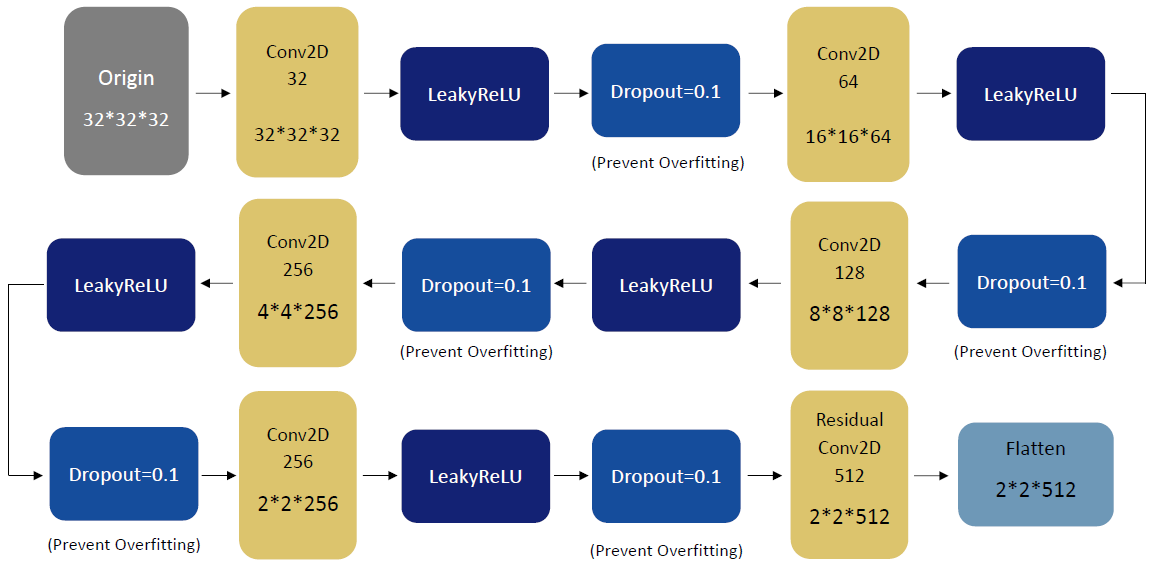 Origin
32*32*32
Conv2D
32
32*32*32
LeakyReLU
Dropout=0.1
(Prevent Overfitting)
Conv2D
64
16*16*64
LeakyReLU
Dropout=0.1
(Prevent Overfitting)
Conv2D
128
8*8*128
LeakyReLU
Dropout=0.1
(Prevent Overfitting)
Conv2D
256
4*4*256
LeakyReLU
Dropout=0.1
(Prevent Overfitting)
Conv2D
256
2*2*256
LeakyReLU
Dropout=0.1
(Prevent Overfitting)
Residual
Conv2D
512
2*2*512
Flatten
2*2*512